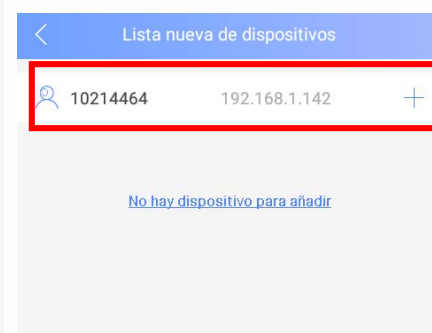 Lista nueva de dispositivos
10214464 192.168.1.142
No hay dispositivo para añadir